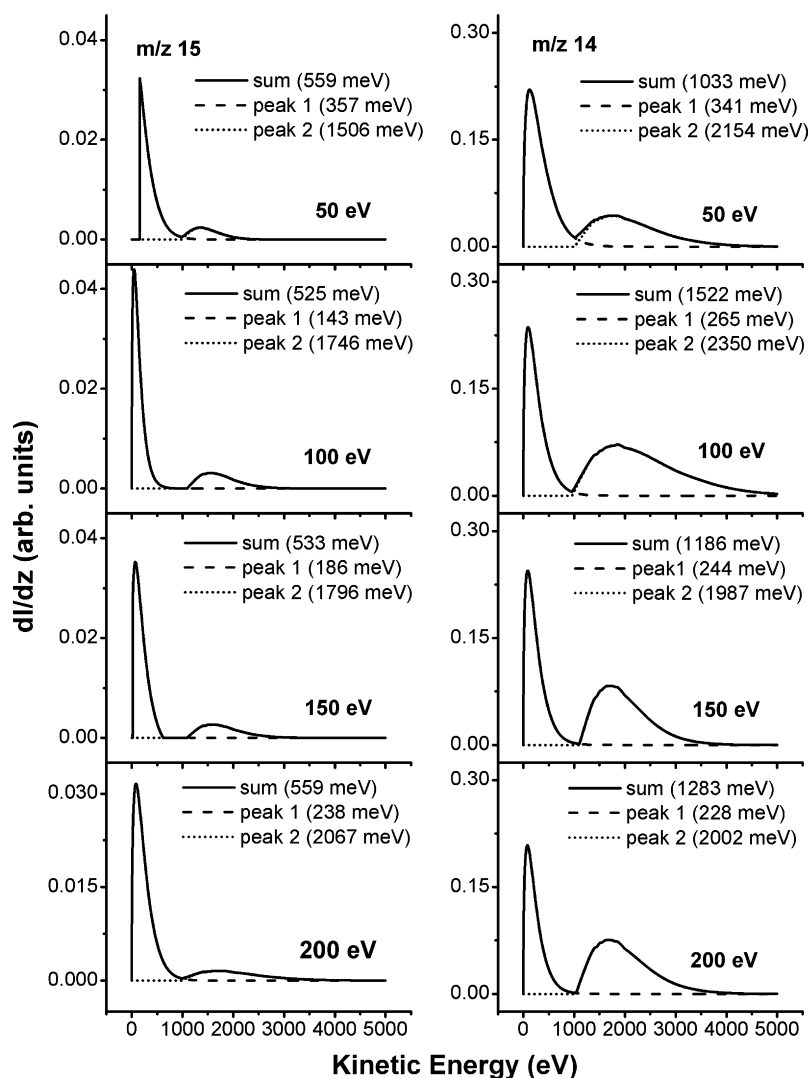 m/z 15
sum (559 meV)
peak 1 (357 meV)
peak 2 (1506 meV)
50 eV
0.04
0.02
0.00
m/z 14
sum (1033 meV)
peak 1 (341 meV)
peak 2 (2154 meV)
50 eV
0.30
0.15
0.00
sum (525 meV)
peak 1 (143 meV)
peak 2 (1746 meV)
100 eV
0.04
0.02
0.00
sum (1522 meV)
peak 1 (265 meV)
peak 2 (2350 meV)
100 eV
0.30
0.15
0.00
sum (533 meV)
peak 1 (186 meV)
peak 2 (1796 meV)
150 eV
0.04
0.02
0.00
sum (1186 meV)
peak1 (244 meV)
peak 2 (1987 meV)
150 eV
0.30
0.15
0.00
sum (559 meV)
peak 1 (238 meV)
peak 2 (2067 meV)
200 eV
0.030
0.015
0.000
sum (1283 meV)
peak 1 (228 meV)
peak 2 (2002 meV)
200 eV
0.30
0.15
0.00
0 1000 2000 3000 4000 5000
0 1000 2000 3000 4000 5000
dI/dz (arb. units)
Kinetic Energy (eV)